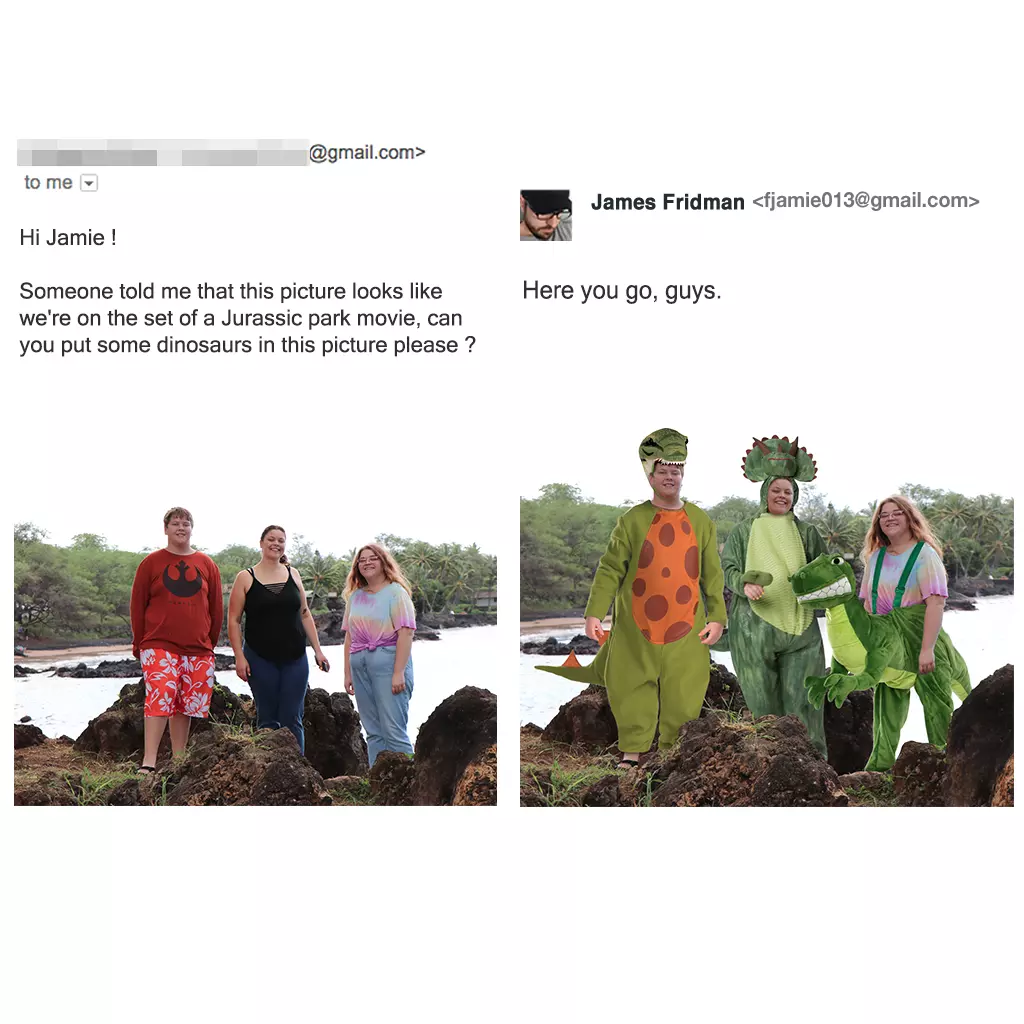 @gmail.com>
to me
Hi Jamie !
Someone told me that this picture looks like
we're on the set of a Jurassic park movie, can
you put some dinosaurs in this picture please ?
James Fridman <fjamie013@gmail.com>
Here you go, guys.